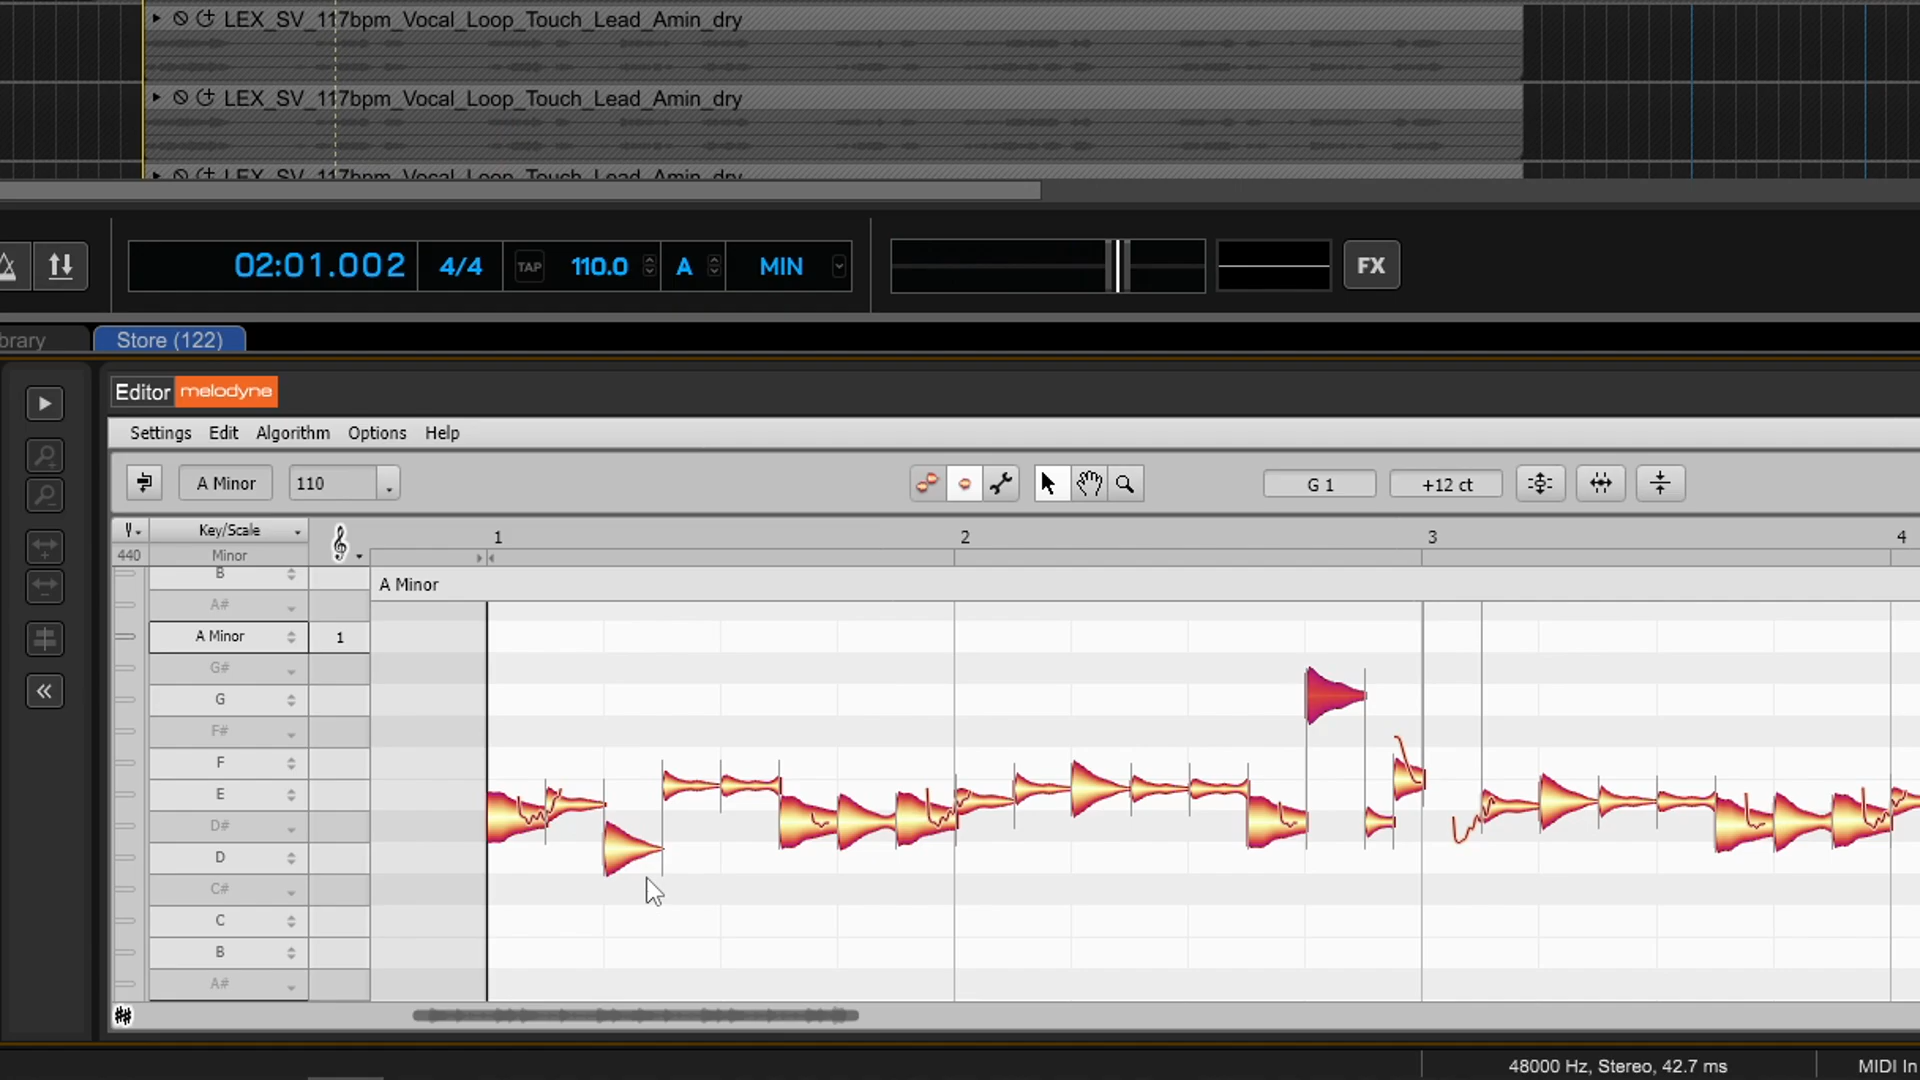 LEX_SV_117bpm_Vocal_Loop_Touch_Lead_Amin_dry
LEX_SV_117bpm_Vocal_Loop_Touch_Lead_Amin_dry
LEX_SV_117bpm_Vocal_Loop_Touch_Lead_Amin_dry
02:01.002 4/4 TAP 110.0 A MIN FX
brary Store (122)
Editor melodyne
Settings Edit Algorithm Options Help
A Minor 110 G 1 +12 ct
Key/Scale 1 2 3 4
440 Minor
B A Minor
A#
A Minor 1
G#
G
F#
F
E
D#
D
C#
C
B
A#
48000 Hz, Stereo, 42.7 ms MIDI In